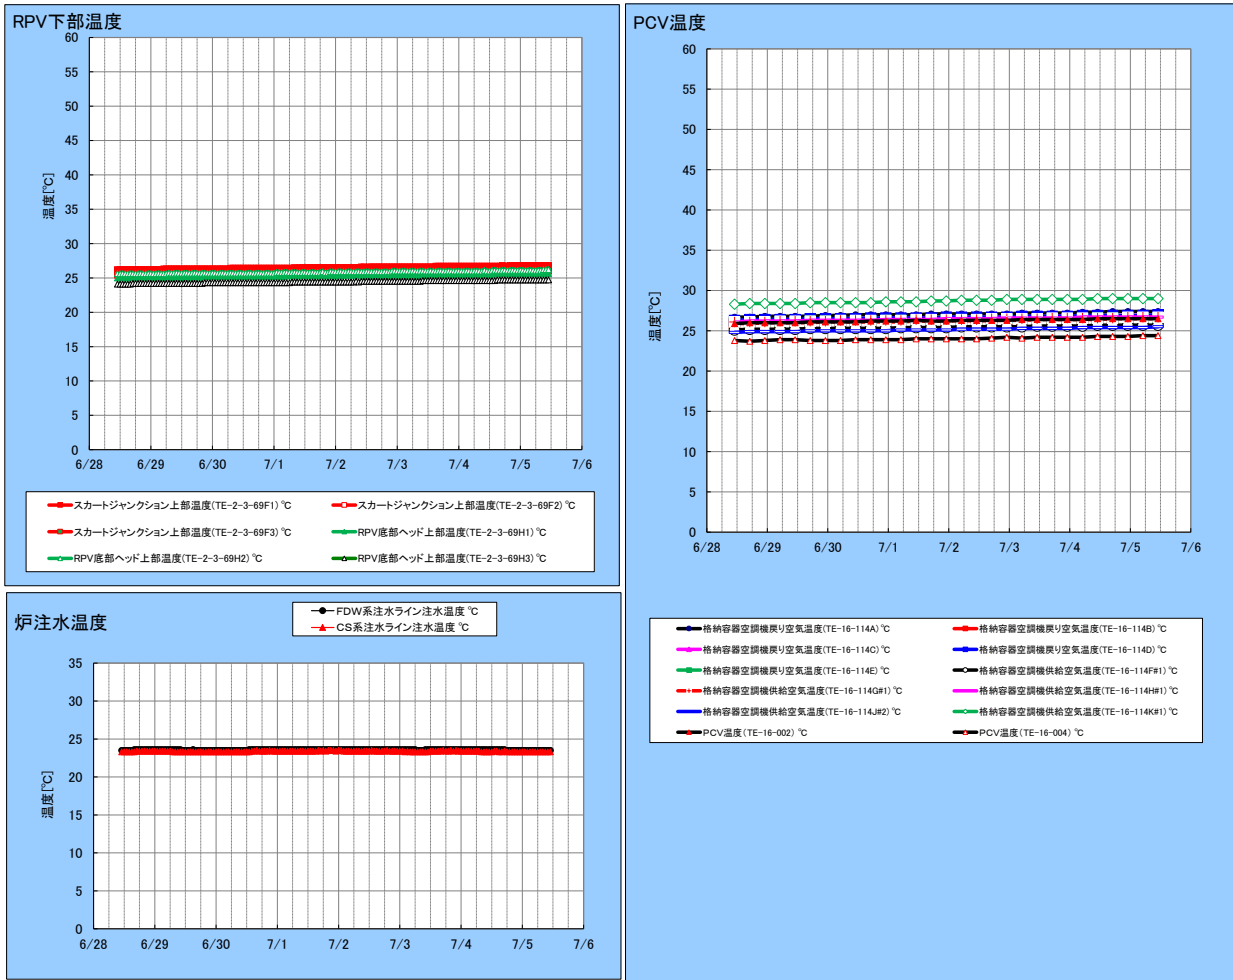 RPV下部温度
60
55
50
45
40
35
30
25
20
15
10
5
0
温度[℃]
6/28 6/29 6/30 7/1 7/2 7/3 7/4 7/5 7/6
スカートジャンクション上部温度(TE-2-3-69F1) ℃
スカートジャンクション上部温度(TE-2-3-69F2) ℃
スカートジャンクション上部温度(TE-2-3-69F3) ℃
RPV底部ヘッド上部温度(TE-2-3-69H1) ℃
RPV底部ヘッド上部温度(TE-2-3-69H2) ℃
RPV底部ヘッド上部温度(TE-2-3-69H3) ℃
炉注水温度
FDW系注水ライン注水温度 ℃
CS系注水ライン注水温度 ℃
35
30
25
20
15
10
5
0
温度[℃]
6/28 6/29 6/30 7/1 7/2 7/3 7/4 7/5 7/6
PCV温度
60
55
50
45
40
35
30
25
20
15
10
5
0
温度[℃]
6/28 6/29 6/30 7/1 7/2 7/3 7/4 7/5 7/6
格納容器空調機戻り空気温度(TE-16-114A) ℃
格納容器空調機戻り空気温度(TE-16-114B) ℃
格納容器空調機戻り空気温度(TE-16-114C) ℃
格納容器空調機戻り空気温度(TE-16-114D) ℃
格納容器空調機戻り空気温度(TE-16-114E) ℃
格納容器空調機供給空気温度(TE-16-114F#1) ℃
格納容器空調機供給空気温度(TE-16-114G#1) ℃
格納容器空調機供給空気温度(TE-16-114H#1) ℃
格納容器空調機供給空気温度(TE-16-114J#2) ℃
格納容器空調機供給空気温度(TE-16-114K#1) ℃
PCV温度(TE-16-002) ℃
PCV温度(TE-16-004) ℃